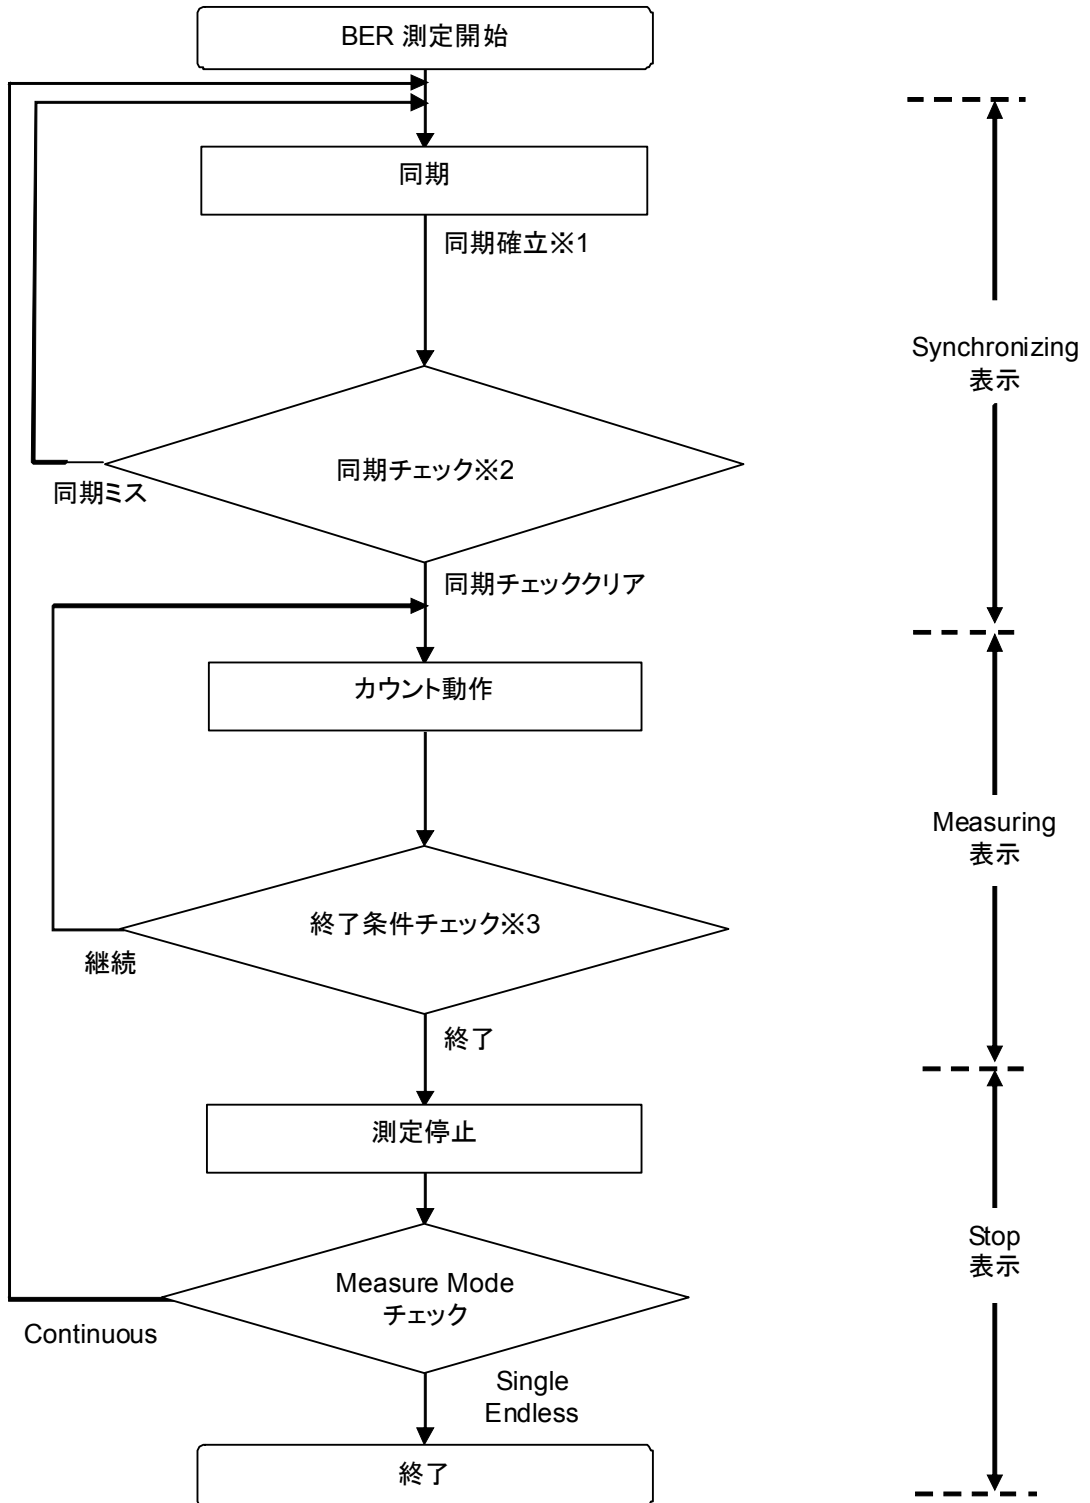 BER 測定開始
同期
同期確立※1
Synchronizing
表示
同期チェック※2
同期ミス
同期チェッククリア
カウント動作
Measuring
表示
終了条件チェック※3
継続
終了
測定停止
Stop
表示
Measure Mode
チェック
Continuous
Single
Endless
終了